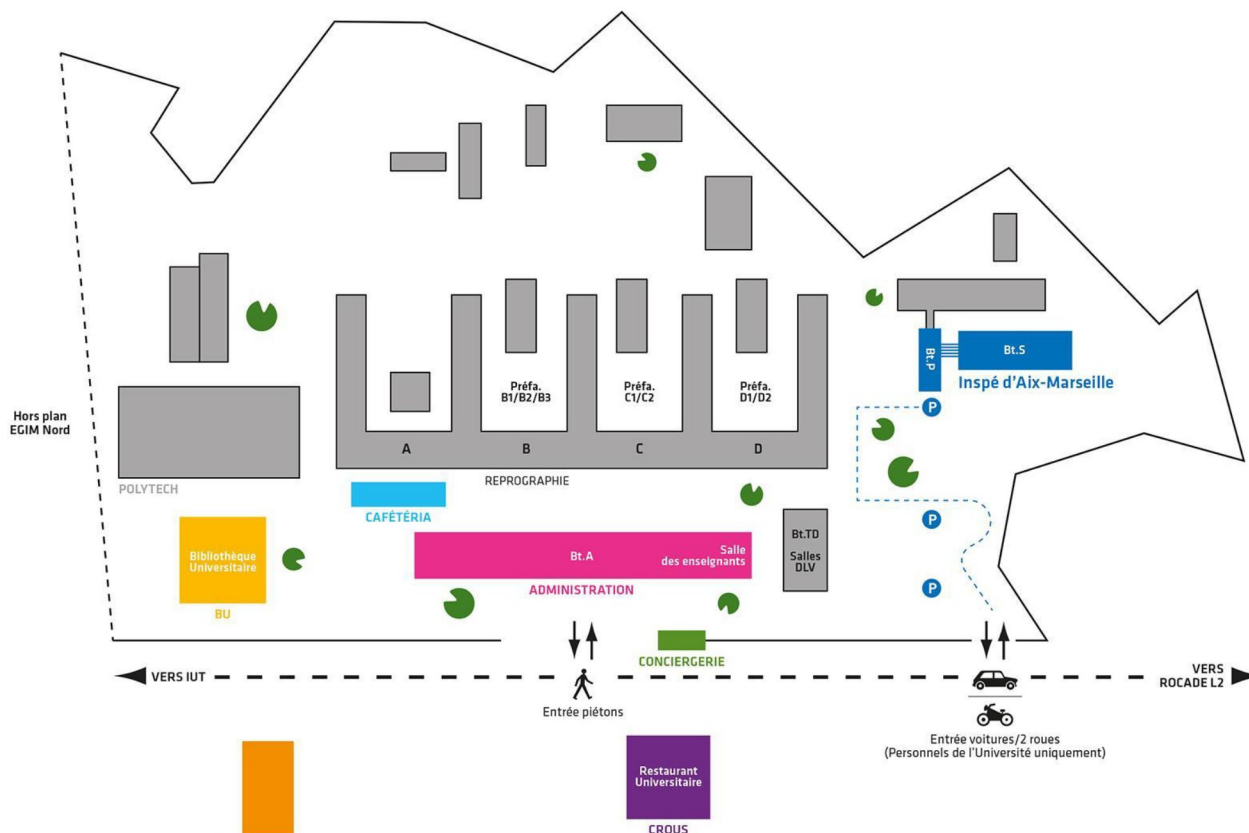 Bt.P
Bt.S
Inspé d'Aix-Marseille
Préfa.
B1/B2/B3
Préfa.
C1/C2
Préfa.
D1/D2
P
Hors plan
EGIM Nord
A
B
C
D
REPROGRAPHIE
POLYTECH
CAFÉTÉRIA
P
Bibliothèque
Universitaire
BU
Bt.A
Salle
des enseignants
ADMINISTRATION
Bt.TD
Salles
DLV
P
CONCIERGERIE
VERS IUT
VERS
ROCADE L2
Entrée piétons
Entrée voitures/2 roues
(Personnels de l'Université uniquement)
Restaurant
Universitaire
CROUS